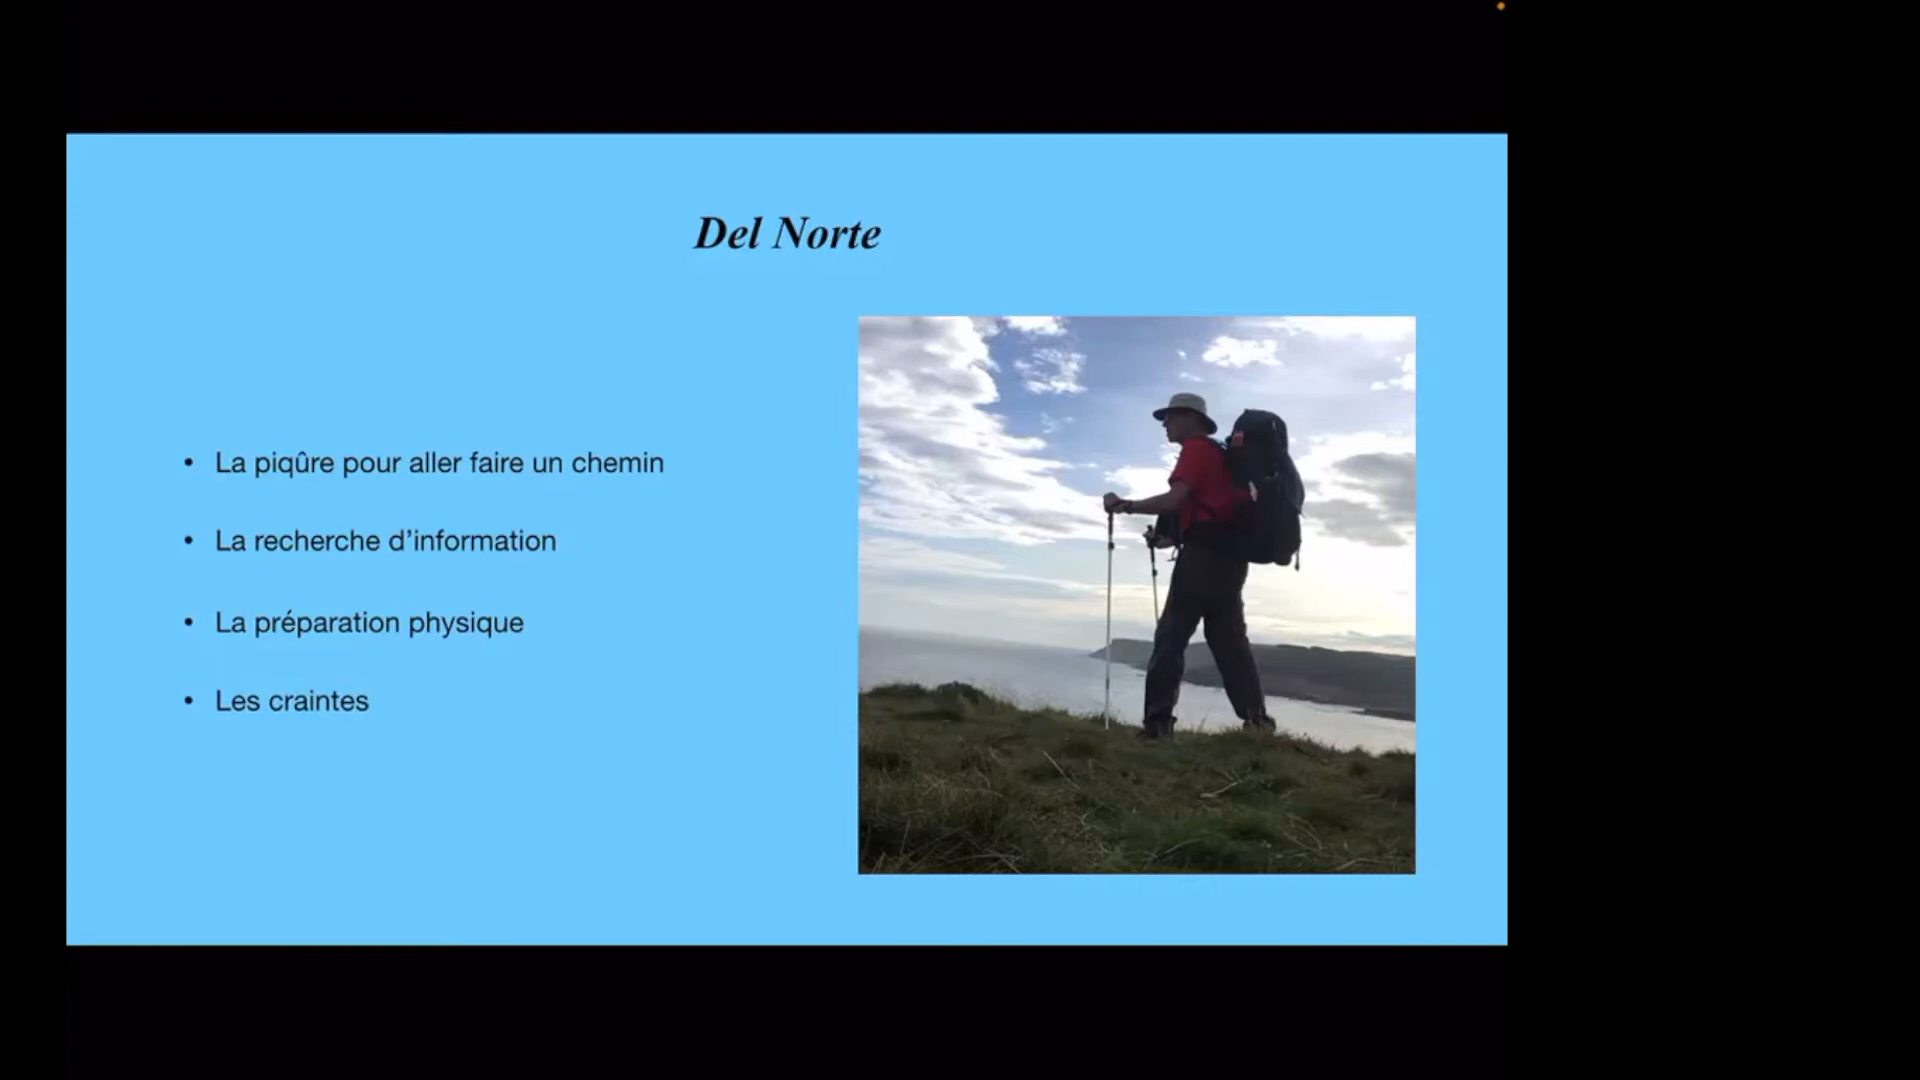 Del Norte
• La piqûre pour aller faire un chemin
• La recherche d’information
• La préparation physique
• Les craintes